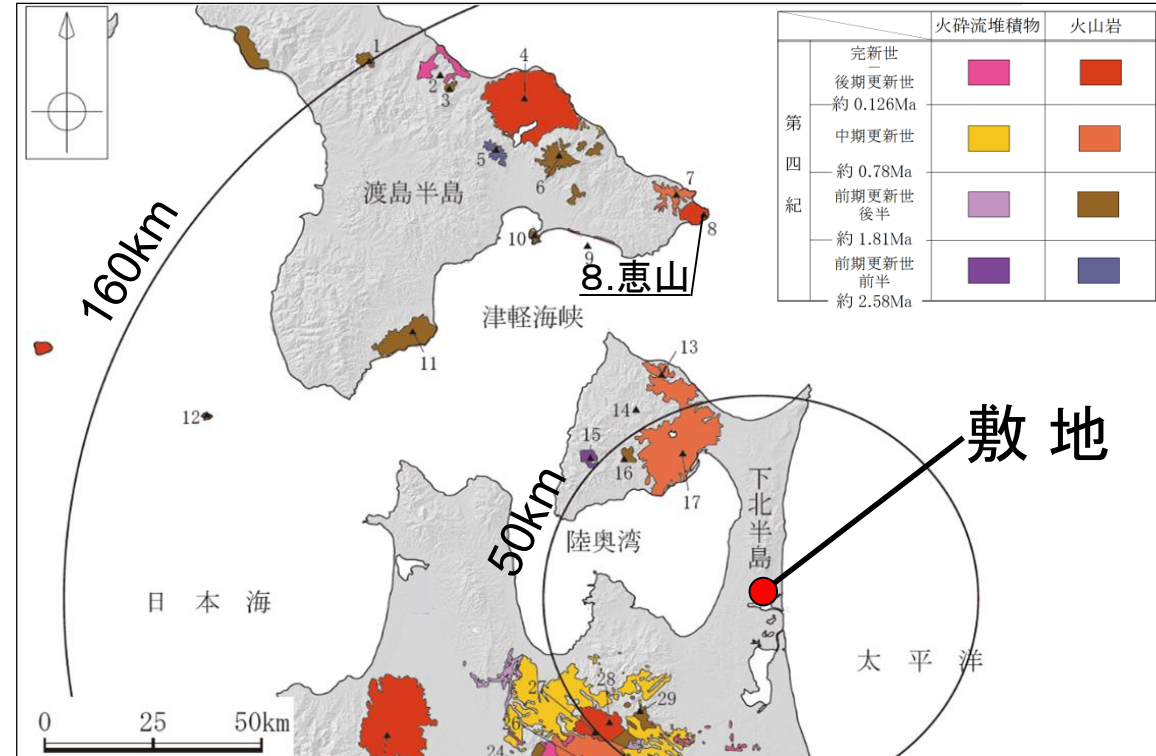 火砕流堆積物
火山岩
第四紀
完新世
―
後期更新世
約 0.126Ma
中期更新世
約 0.78Ma
前期更新世
後半
約 1.81Ma
前期更新世
前半
約 2.58Ma
1
2
3
4
5
6
7
8
9
10
渡島半島
160km
8.恵山
津軽海峡
11
12
13
14
15
16
17
敷 地
50km
下北半島
陸奥湾
日 本 海
太 平 洋
27
28
29
26
24
0 25 50km